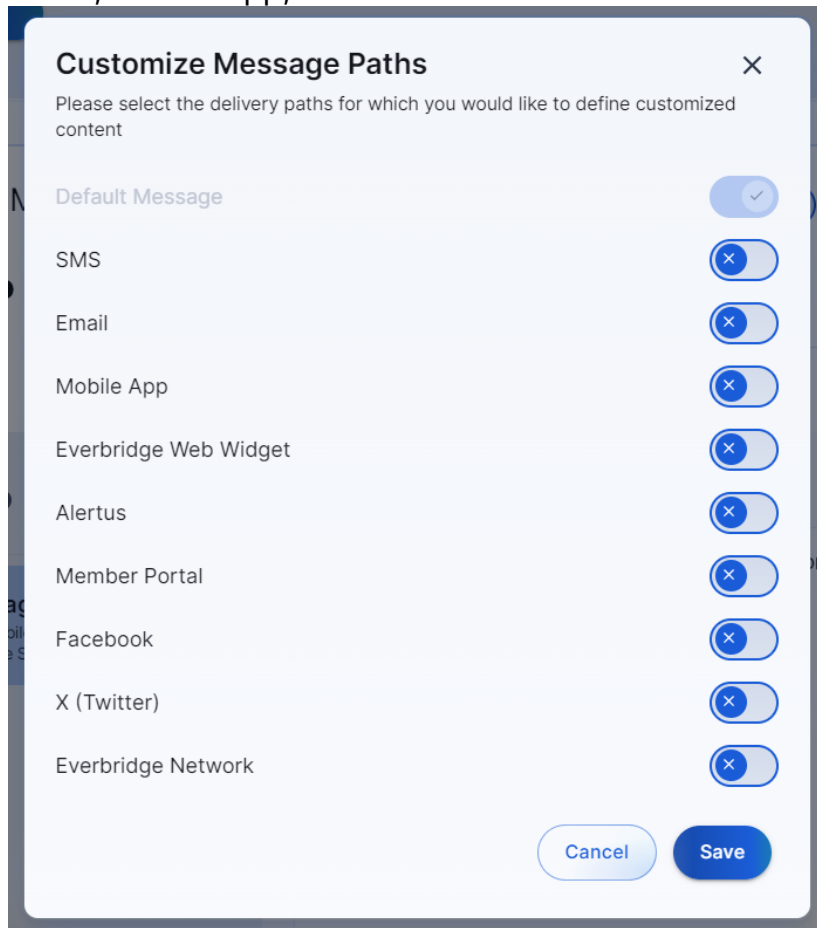 Customize Message Paths
Please select the delivery paths for which you would like to define customized
content
Default Message
SMS
Email
Mobile App
Everbridge Web Widget
Alertus
Member Portal
Facebook
X (Twitter)
Everbridge Network
Cancel
Save